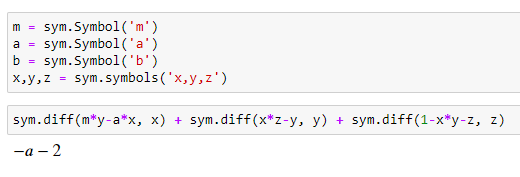 m = sym.Symbol('m')
a = sym.Symbol('a')
b = sym.Symbol('b')
x,y,z = sym.symbols('x,y,z')
sym.diff(m*y-a*x, x) + sym.diff(x*z-y, y) + sym.diff(1-x*y-z, z)
−a − 2